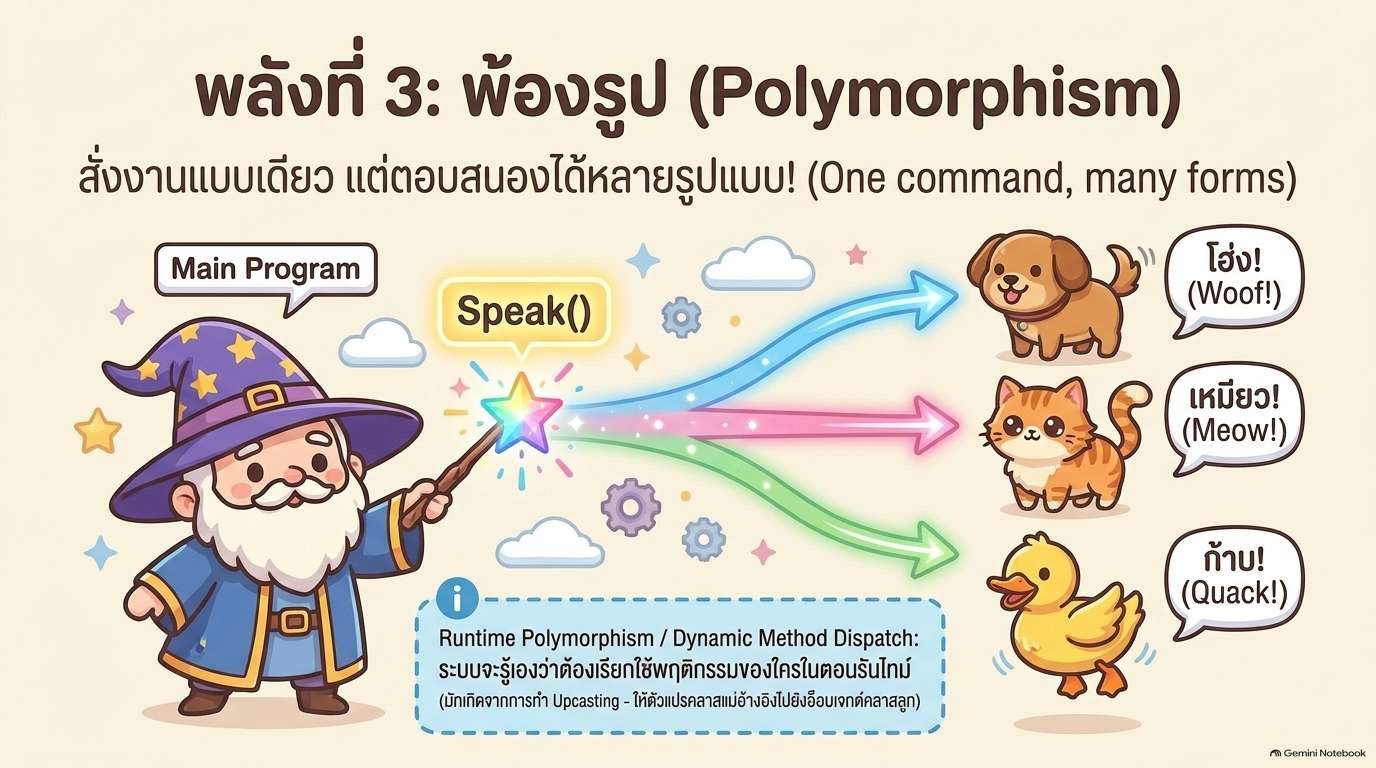 พลังที่ 3: พ้องรูป (Polymorphism)
สั่งงานแบบเดียว แต่ตอบสนองได้หลายรูปแบบ! (One command, many forms)
Main Program
Speak()
โฮ่ง!
(Woof!)
เหมียว!
(Meow!)
ก้าบ!
(Quack!)
i
Runtime Polymorphism / Dynamic Method Dispatch:
ระบบจะรู้เองว่าต้องเรียกใช้พฤติกรรมของใครในตอนรันไทม์
(มักเกิดจากการทำ Upcasting - ให้ตัวแปรคลาสแม่อ้างอิงไปยังอ็อบเจกต์คลาสลูก)
Gemini Notebook